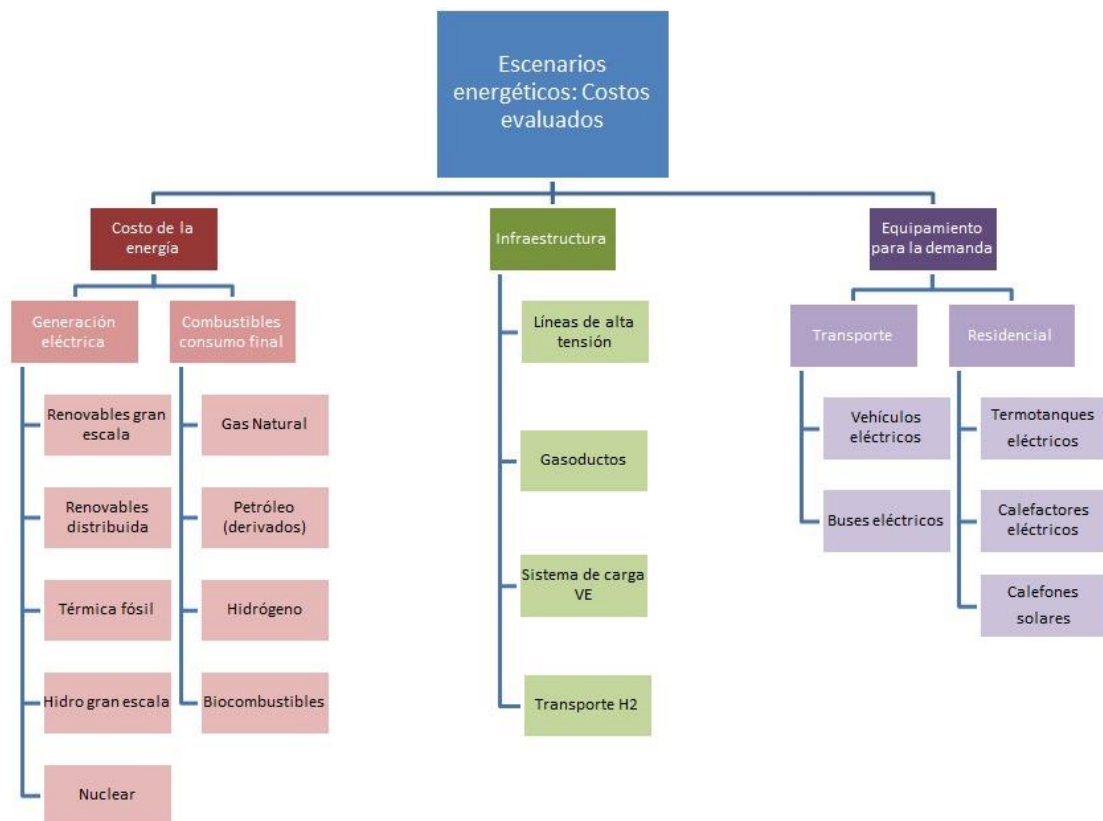 Escenarios
energéticos: Costos
evaluados
Costo de la
energía
Infraestructura
Equipamiento
para la demanda
Generación
eléctrica
Combustibles
consumo final
Líneas de alta
tensión
Transporte
Residencial
Renovables gran
escala
Gas Natural
Vehículos
eléctricos
Termotanques
eléctricos
Gasoductos
Renovables
distribuida
Petróleo
(derivados)
Buses eléctricos
Calefactores
eléctricos
Sistema de carga
VE
Térmica fósil
Hidrógeno
Calefones
solares
Hidro gran escala
Biocombustibles
Transporte H2
Nuclear